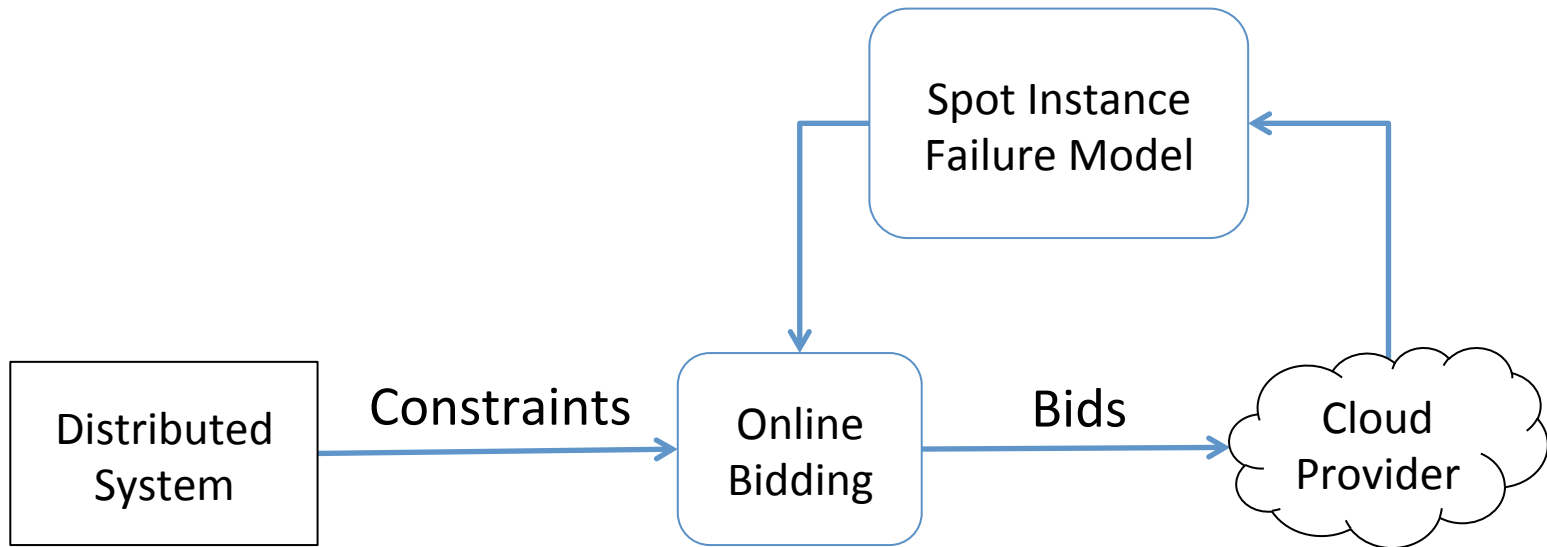 Spot Instance
Failure Model
Distributed
System
Constraints
Online
Bidding
Bids
Cloud
Provider